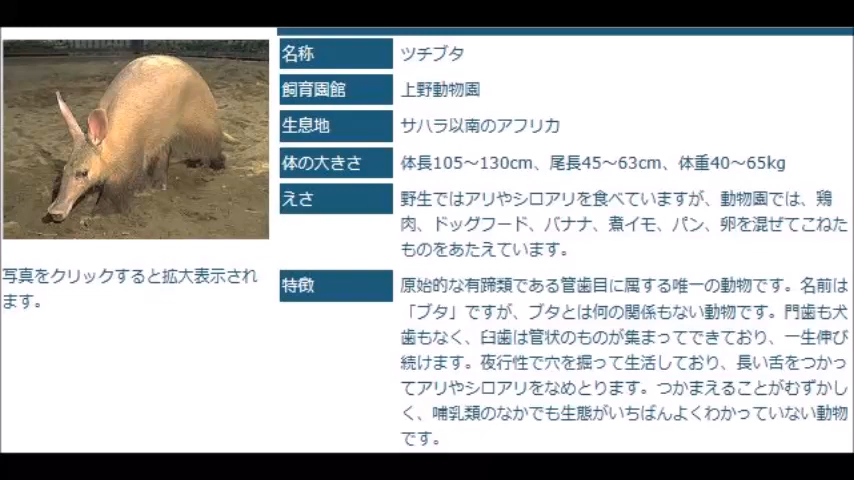 名称
ツチブタ
飼育園館
上野動物園
生息地
サハラ以南のアフリカ
体の大きさ
体長105～130cm、尾長45～63cm、体重40～65kg
えさ
野生ではアリやシロアリを食べていますが、動物園では、鶏
肉、ドッグフード、バナナ、煮イモ、パン、卵を混ぜてこねた
ものをあたえています。
写真をクリックすると拡大表示され
ます。
特徴
原始的な有蹄類である管歯目に属する唯一の動物です。名前は
「ブタ」ですが、ブタとは何の関係もない動物です。門歯も犬
歯もなく、臼歯は管状のものが集まってできており、一生伸び
続けます。夜行性で穴を掘って生活しており、長い舌をつかっ
てアリやシロアリをなめとります。つかまえることがむずかし
く、哺乳類のなかでも生態がいちばんよくわかっていない動物
です。